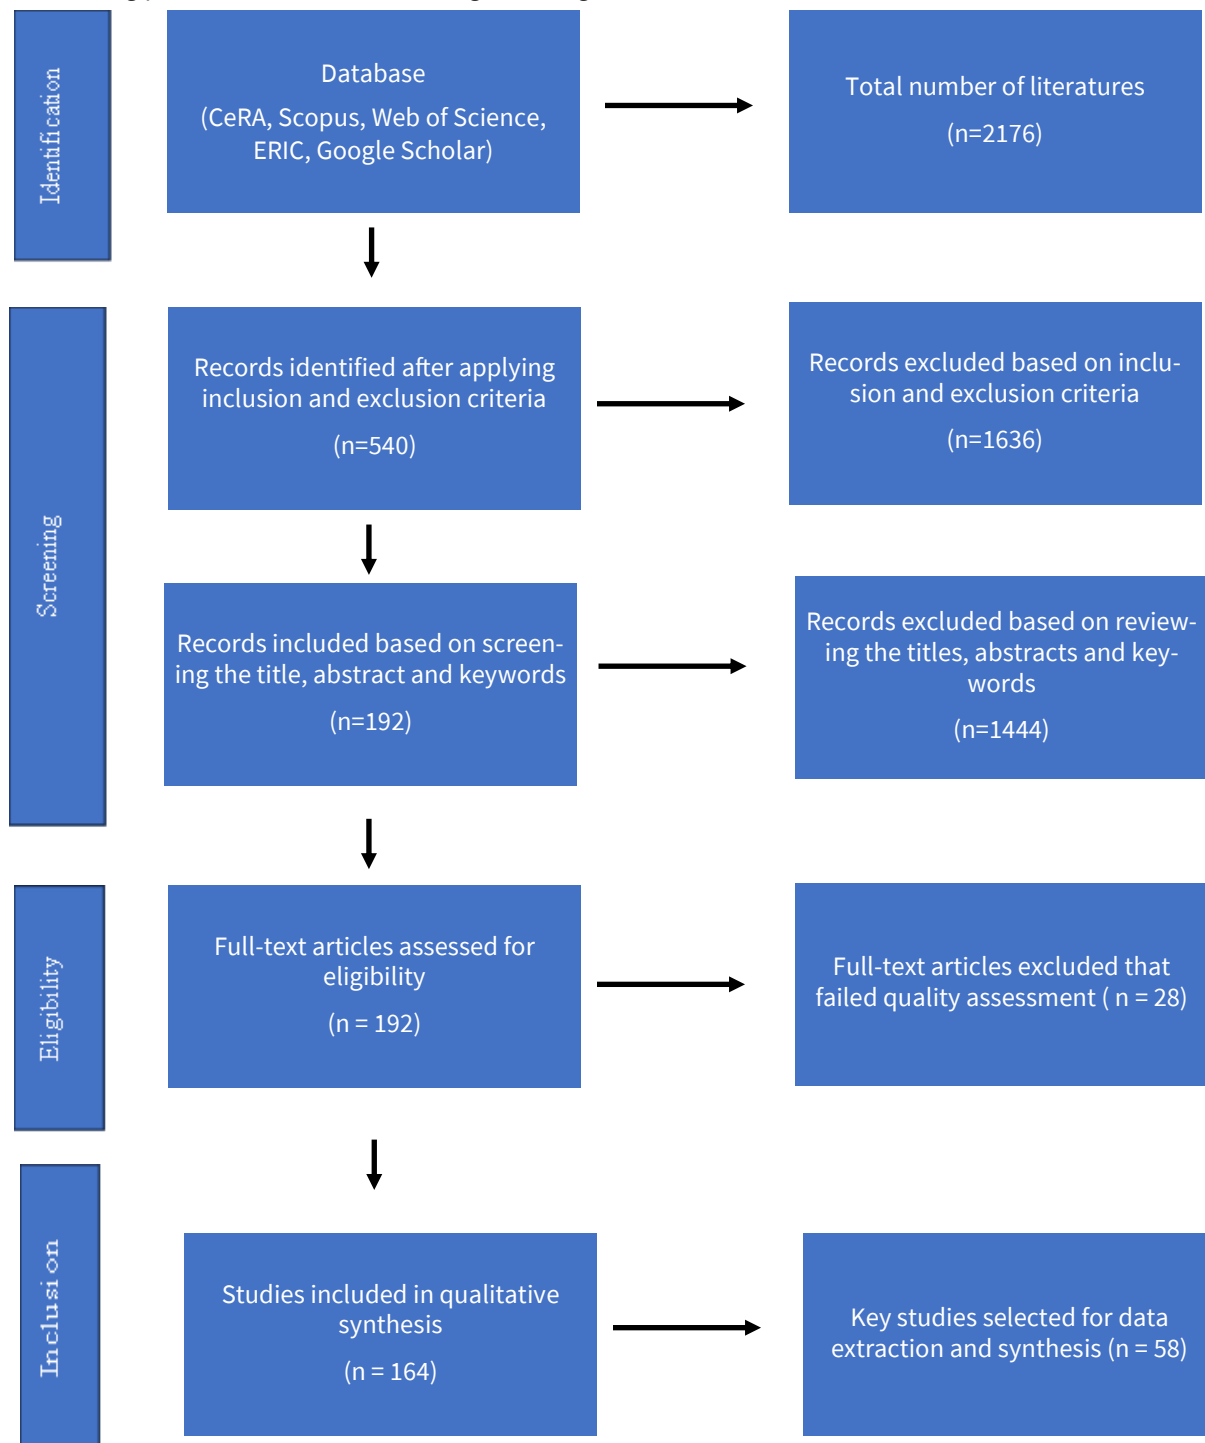 Identification
Database
(CeRA, Scopus, Web of Science,
ERIC, Google Scholar)
Total number of literatures
(n=2176)
Screening
Records identified after applying
inclusion and exclusion criteria
(n=540)
Records excluded based on inclu-
sion and exclusion criteria
(n=1636)
Records included based on screen-
ing the title, abstract and keywords
(n=192)
Records excluded based on review-
ing the titles, abstracts and key-
words
(n=1444)
Eligibility
Full-text articles assessed for
eligibility
(n = 192)
Full-text articles excluded that
failed quality assessment ( n = 28)
Inclusion
Studies included in qualitative
synthesis
(n = 164)
Key studies selected for data
extraction and synthesis (n = 58)